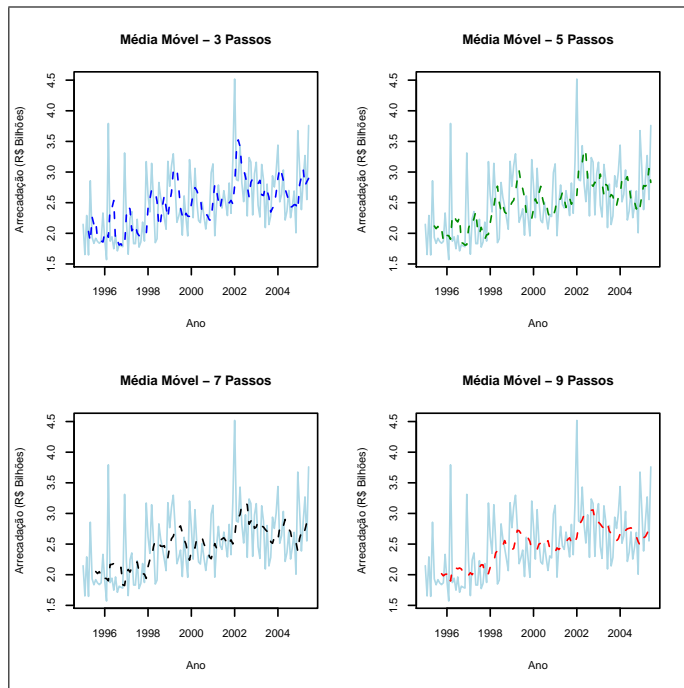 Média Móvel – 3 Passos
Arrecadação (R$ Bilhões)
1.5 2.0 2.5 3.0 3.5 4.0 4.5
1996 1998 2000 2002 2004
Ano
Média Móvel – 5 Passos
Arrecadação (R$ Bilhões)
1.5 2.0 2.5 3.0 3.5 4.0 4.5
1996 1998 2000 2002 2004
Ano
Média Móvel – 7 Passos
Arrecadação (R$ Bilhões)
1.5 2.0 2.5 3.0 3.5 4.0 4.5
1996 1998 2000 2002 2004
Ano
Média Móvel – 9 Passos
Arrecadação (R$ Bilhões)
1.5 2.0 2.5 3.0 3.5 4.0 4.5
1996 1998 2000 2002 2004
Ano